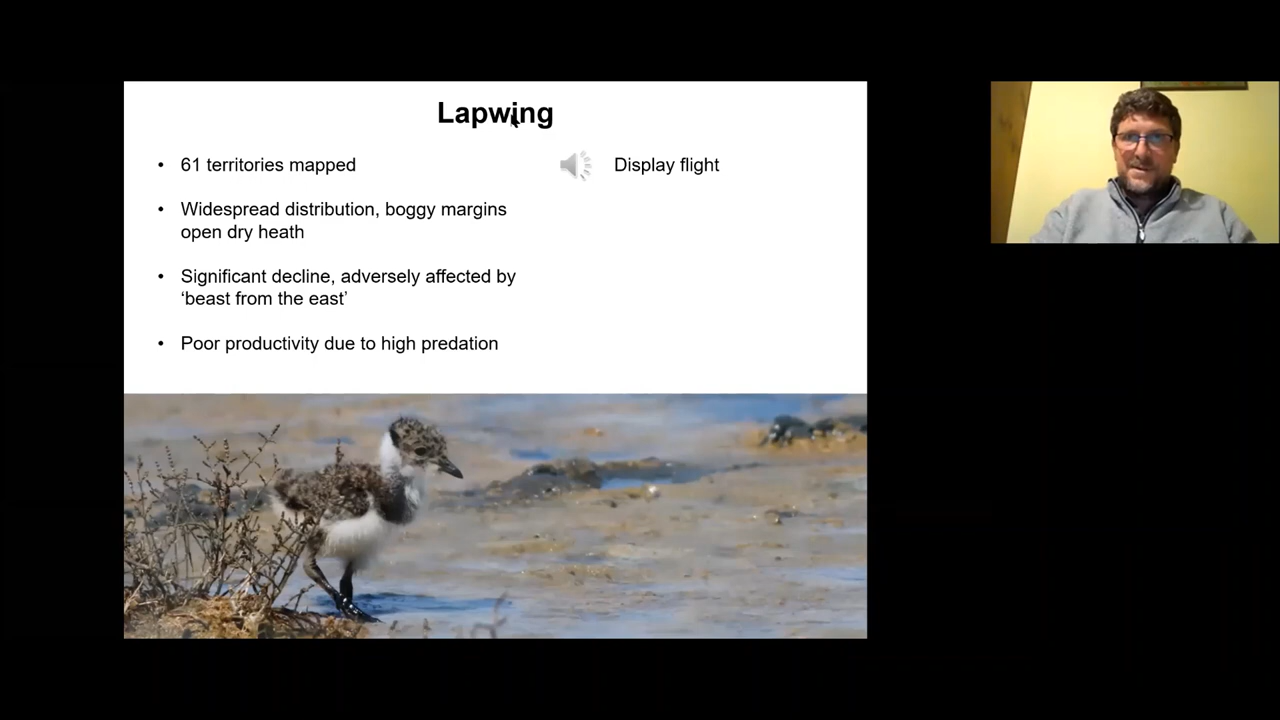 Lapwing
• 61 territories mapped
Display flight
• Widespread distribution, boggy margins
open dry heath
• Significant decline, adversely affected by
‘beast from the east’
• Poor productivity due to high predation